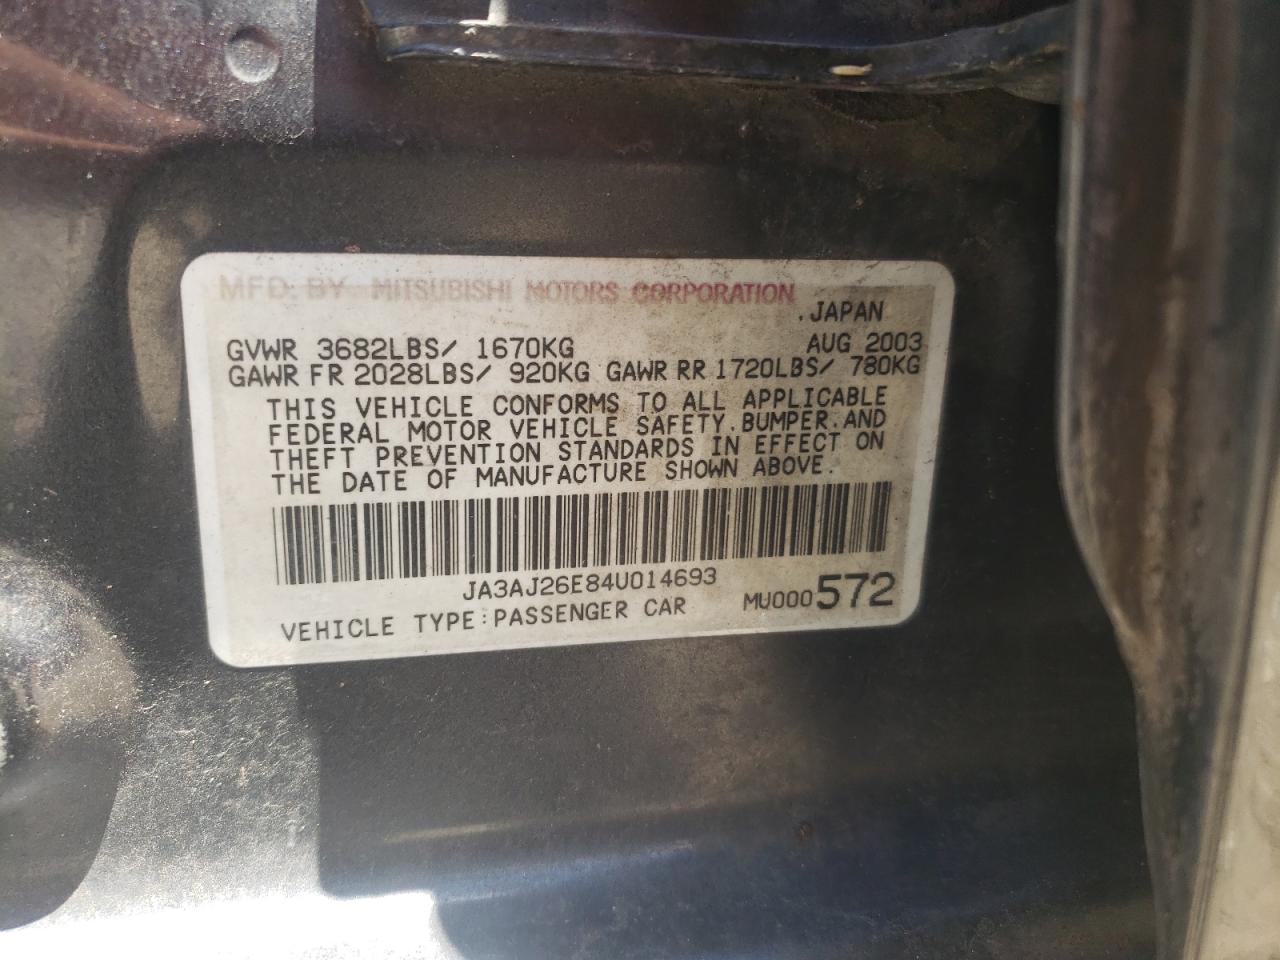 MFD. BY MITSUBISHI MOTORS CORPORATION
.JAPAN
GVWR 3682LBS/ 1670KG AUG 2003
GAWR FR 2028LBS/ 920KG GAWR RR 1720LBS/ 780KG
THIS VEHICLE CONFORMS TO ALL APPLICABLE
FEDERAL MOTOR VEHICLE SAFETY.BUMPER.AND
THEFT PREVENTION STANDARDS IN EFFECT ON
THE DATE OF MANUFACTURE SHOWN ABOVE.
JA3AJ26E84U014693
VEHICLE TYPE:PASSENGER CAR MU000572